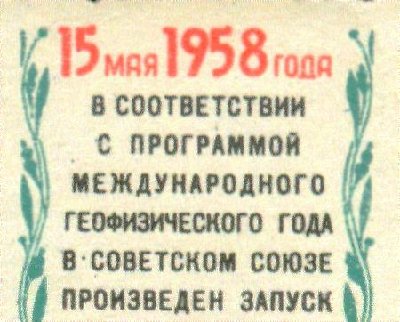 15 МАЯ 1958 ГОДА
В СООТВЕТСТВИИ
С ПРОГРАММОЙ
МЕЖДУНАРОДНОГО
ГЕОФИЗИЧЕСКОГО ГОДА
В СОВЕТСКОМ СОЮЗЕ
ПРОИЗВЕДЕН ЗАПУСК